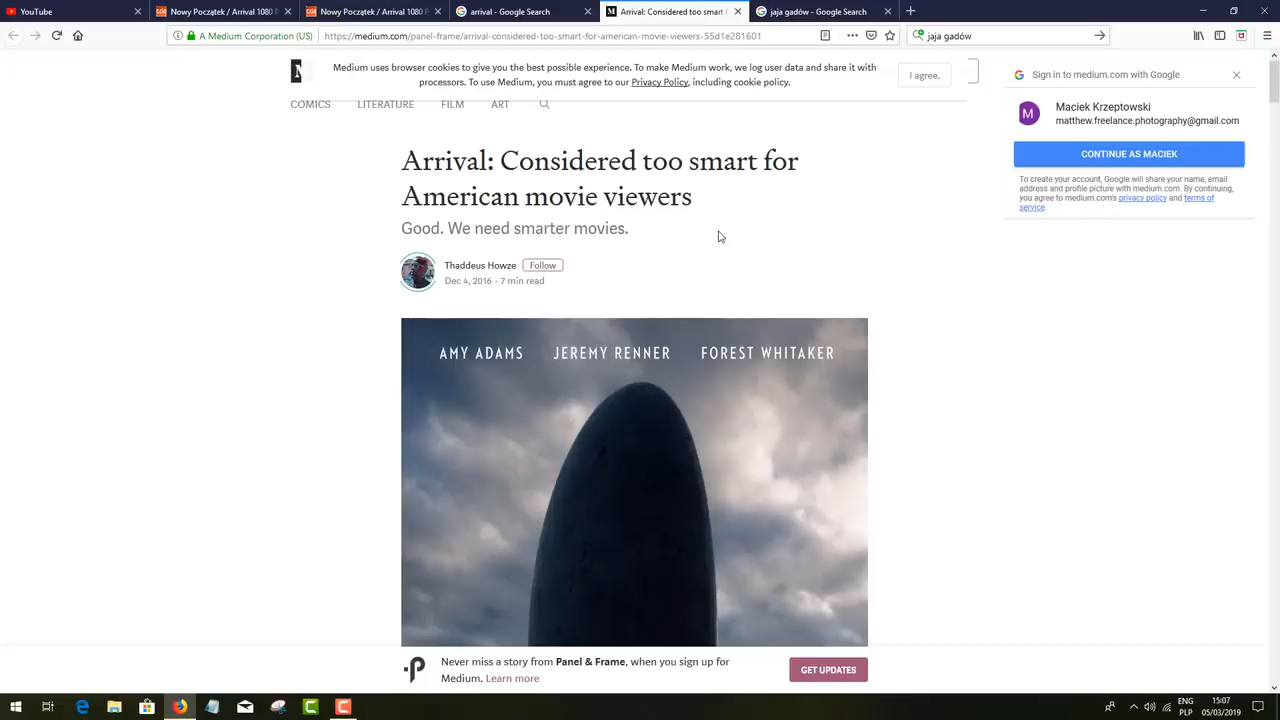 YouTube
Nowy Początek / Arrival 1080 P
Nowy Początek / Arrival 1080 P
arrival - Google Search
Arrival: Considered too smart f
jaja gadów - Google Search
A Medium Corporation (US)
https://medium.com/panel-frame/arrival-considered-too-smart-for-american-movie-viewers-55d1e281601
jaja gadów
Medium uses browser cookies to give you the best possible experience. To make Medium work, we log user data and share it with
processors. To use Medium, you must agree to our Privacy Policy, including cookie policy.
I agree.
COMICS
LITERATURE
FILM
ART
Sign in to medium.com with Google
M
Maciek Krzeptowski
matthew.freelance.photography@gmail.com
CONTINUE AS MACIEK
To create your account, Google will share your name, email
address and profile picture with medium.com. By continuing,
you agree to medium.com's privacy policy and terms of
service.
Arrival: Considered too smart for
American movie viewers
Good. We need smarter movies.
Thaddeus Howze
Follow
Dec 4, 2016 · 7 min read
AMY ADAMS JEREMY RENNER FOREST WHITAKER
Never miss a story from Panel & Frame, when you sign up for
Medium. Learn more
GET UPDATES
ENG
PLP
15:07
05/03/2019